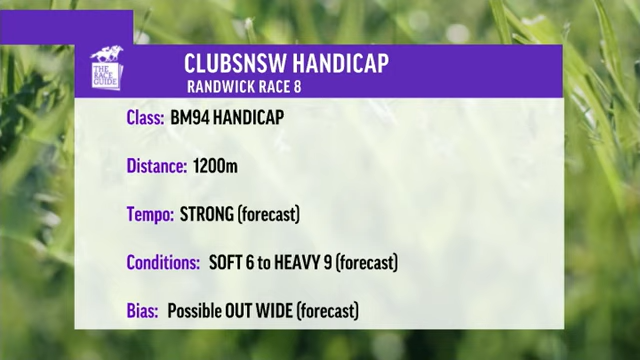 CLUBSNSW HANDICAP
THE
RACE
GUIDE
RANDWICK RACE 8
Class: BM94 HANDICAP
Distance: 1200m
Tempo: STRONG (forecast)
Conditions: SOFT 6 to HEAVY 9 (forecast)
Bias: Possible OUT WIDE (forecast)